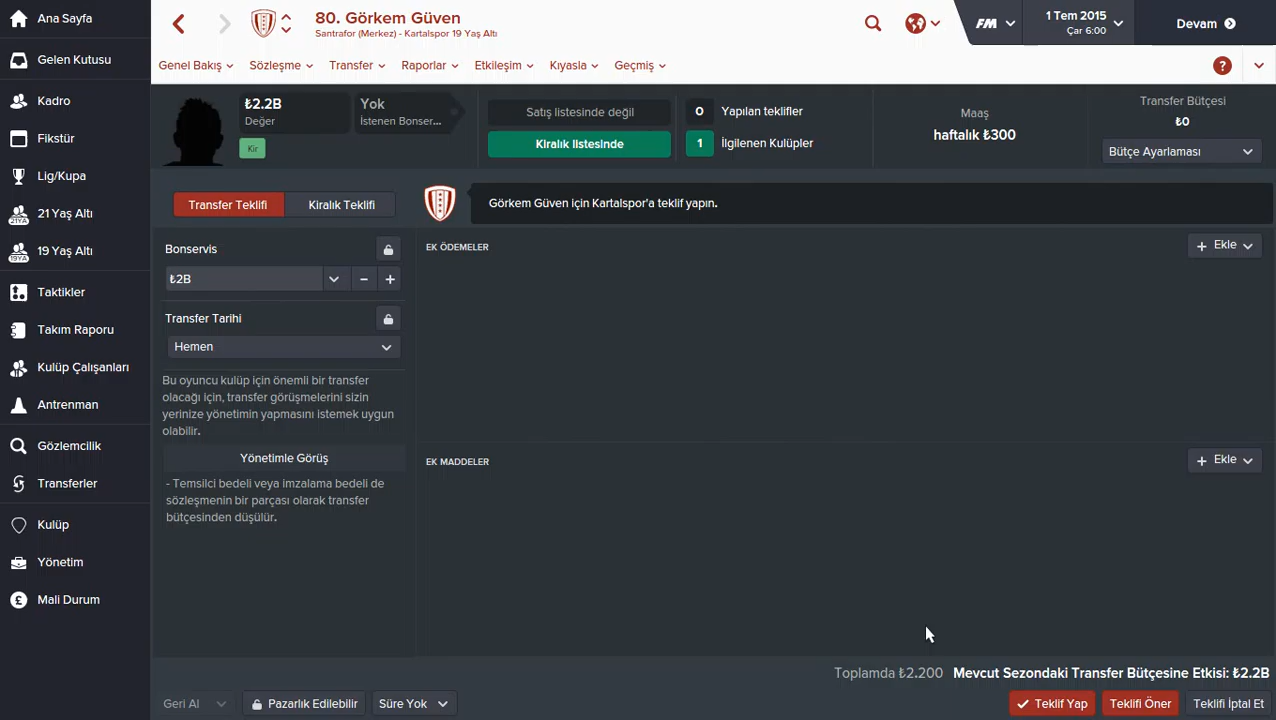 Ana Sayfa
Gelen Kutusu
Kadro
Fikstür
Lig/Kupa
21YA
21 Yaş Altı
19YA
19 Yaş Altı
Taktikler
Takım Raporu
Kulüp Çalışanları
Antrenman
Gözlemcilik
Transferler
Kulüp
Yönetim
£ Mali Durum
80. Görkem Güven
Santrafor (Merkez) - Kartalspor 19 Yaş Altı
FM
1 Tem 2015
Çar 6:00
Devam
Genel Bakış
Sözleşme
Transfer
Raporlar
Etkileşim
Kıyasla
Geçmiş
?
₺2.2B
Değer
Kir
Yok
İstenen Bonser...
Satış listesinde değil
Kiralık listesinde
0 Yapılan teklifler
1 İlgilenen Kulüpler
Maaş
haftalık ₺300
Transfer Bütçesi
₺0
Bütçe Ayarlaması
Transfer Teklifi
Kiralık Teklifi
Görkem Güven için Kartalspor'a teklif yapın.
Bonservis
₺2B
Transfer Tarihi
Hemen
Bu oyuncu kulüp için önemli bir transfer
olacağı için, transfer görüşmelerini sizin
yerinize yönetimin yapmasını istemek uygun
olabilir.
Yönetimle Görüş
- Temsilci bedeli veya imzalama bedeli de
sözleşmenin bir parçası olarak transfer
bütçesinden düşülür.
EK ÖDEMELER
+ Ekle
EK MADDELER
+ Ekle
Toplamda ₺2.200 Mevcut Sezondaki Transfer Bütçesine Etkisi: ₺2.2B
Geri Al
Pazarlık Edilebilir
Süre Yok
Teklif Yap
Teklifi Öner
Teklifi İptal Et